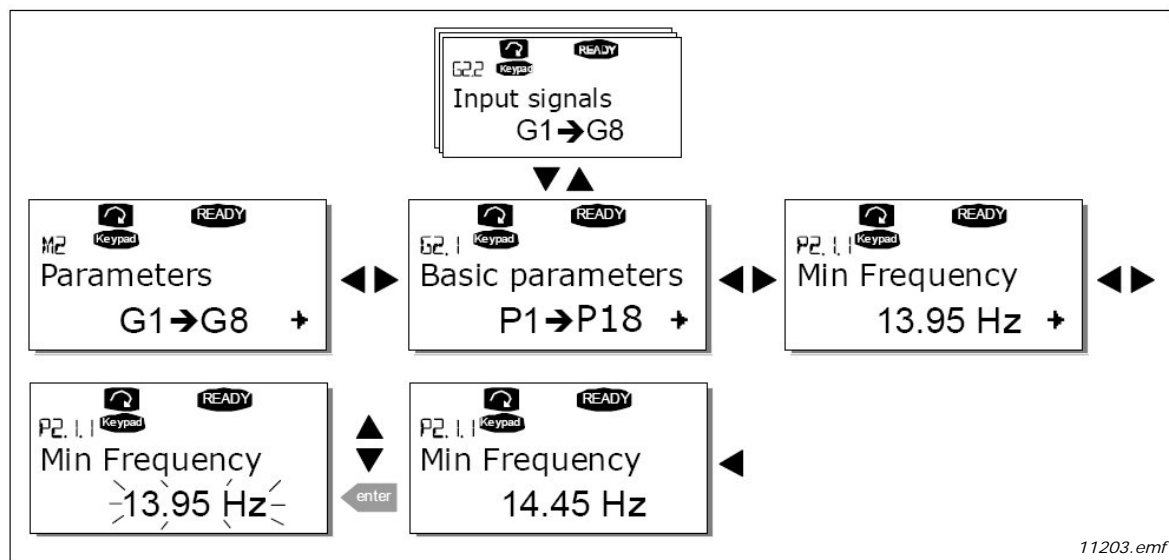 READY
G2.2 Keypad
Input signals
G1➔G8
READY
M2 Keypad
Parameters
G1➔G8
READY
G2.1 Keypad
Basic parameters
P1➔P18
READY
P2.1.1 Keypad
Min Frequency
13.95 Hz
READY
P2.1.1 Keypad
Min Frequency
13.95 Hz
enter
READY
P2.1.1 Keypad
Min Frequency
14.45 Hz
11203.emf